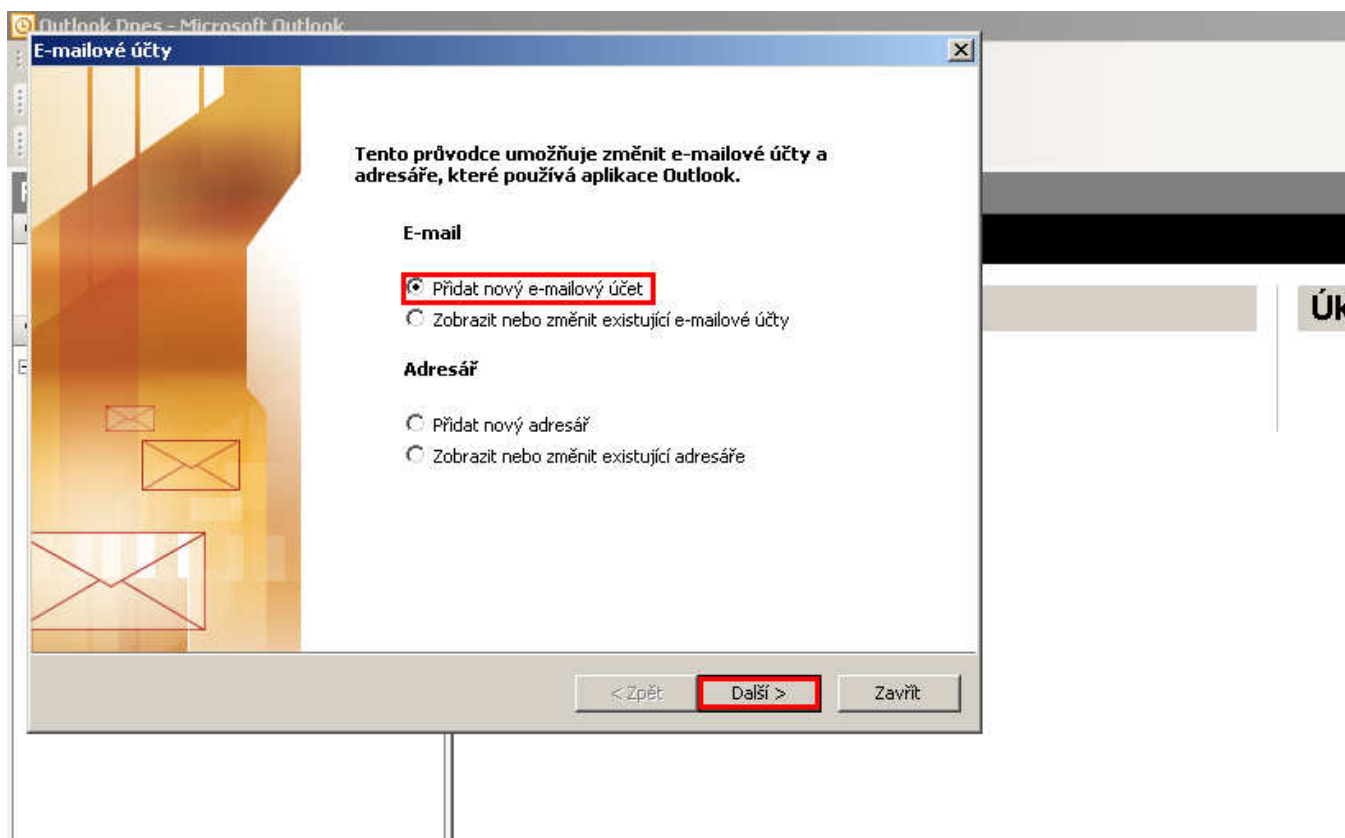 Outlook Dnes - Microsoft Outlook
E-mailové účty
Tento průvodce umožňuje změnit e-mailové účty a
adresáře, které používá aplikace Outlook.
E-mail
Přidat nový e-mailový účet
Zobrazit nebo změnit existující e-mailové účty
Adresář
Přidat nový adresář
Zobrazit nebo změnit existující adresáře
< Zpět
Další >
Zavřít